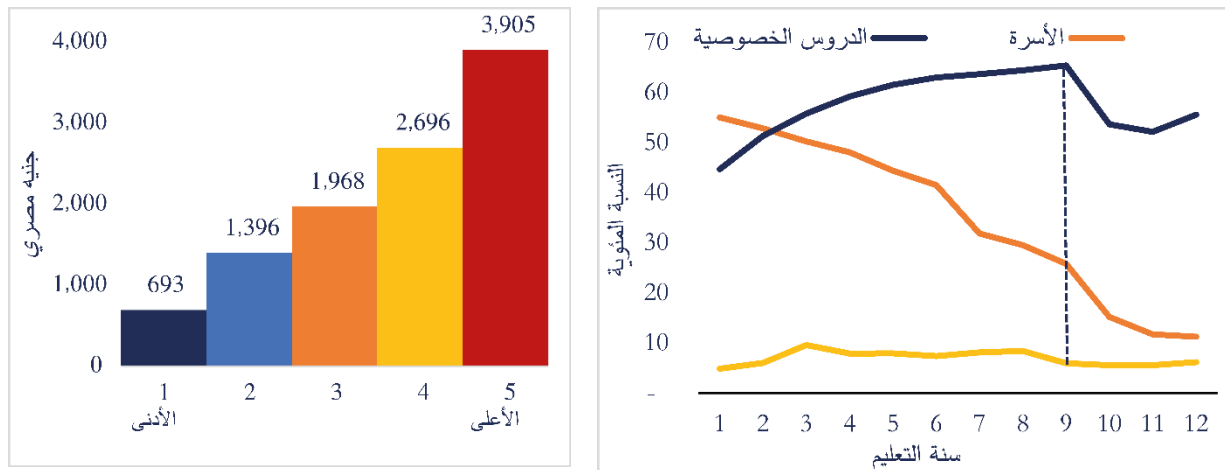 3,905
4,000
3,000
2,696
1,968
2,000
1,396
1,000
693
0
1 2 3 4 5
الأدنى
الأعلى
جنيه مصري
الدروس الخصوصية
الأسرة
70
60
50
40
30
20
10
-
النسبة المئوية
1 2 3 4 5 6 7 8 9 10 11 12
سنة التعليم